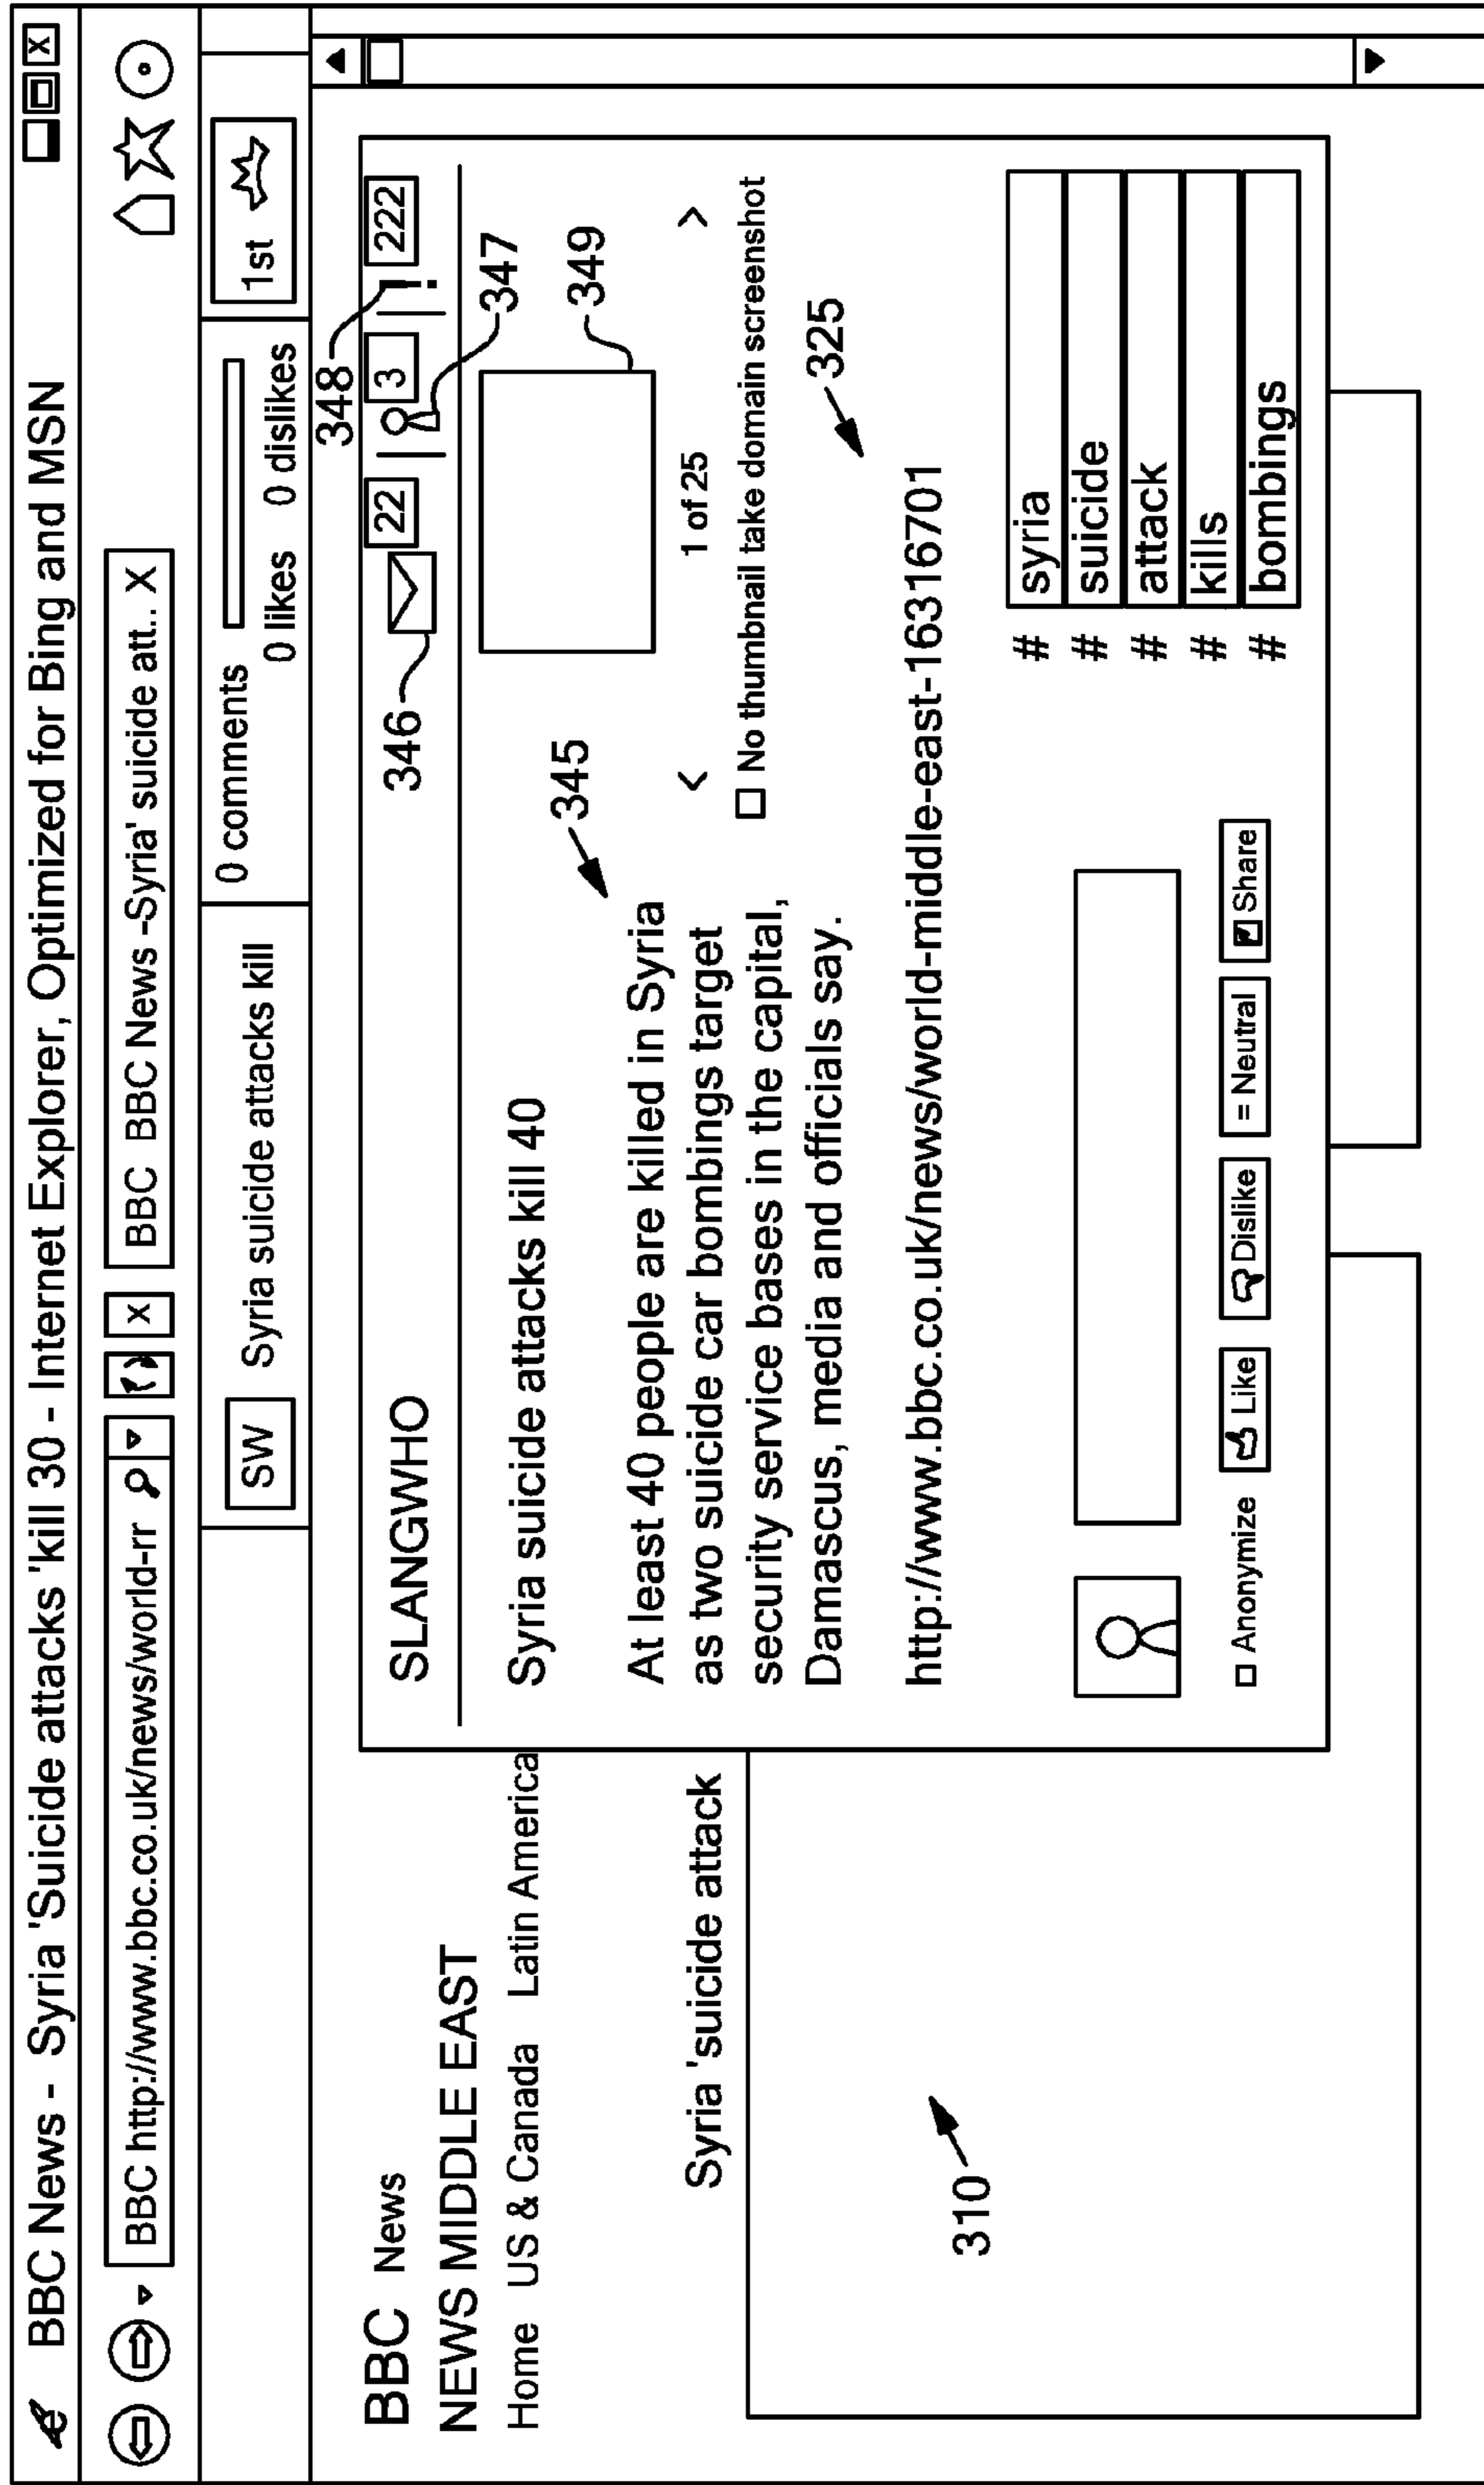 BBC News - Syria 'Suicide attacks 'kill 30 - Internet Explorer, Optimized for Bing and MSN
BBC http://www.bbc.co.uk/news/world-rr
X
BBC BBC News -Syria' suicide att.. X
SW Syria suicide attacks kill
0 comments
0 likes 0 dislikes
1st
BBC News
NEWS MIDDLE EAST
Home US & Canada Latin America
Syria 'suicide attack
310
SLANGWHO
346
22
348
3
347
222
Syria suicide attacks kill 40
345
At least 40 people are killed in Syria
as two suicide car bombings target
security service bases in the capital,
Damascus, media and officials say.
349
< 1 of 25 >
No thumbnail take domain screenshot
325
http://www.bbc.co.uk/news/world-middle-east-16316701
# syria
# suicide
# attack
# kills
# bombings
Anonymize Like Dislike = Neutral Share